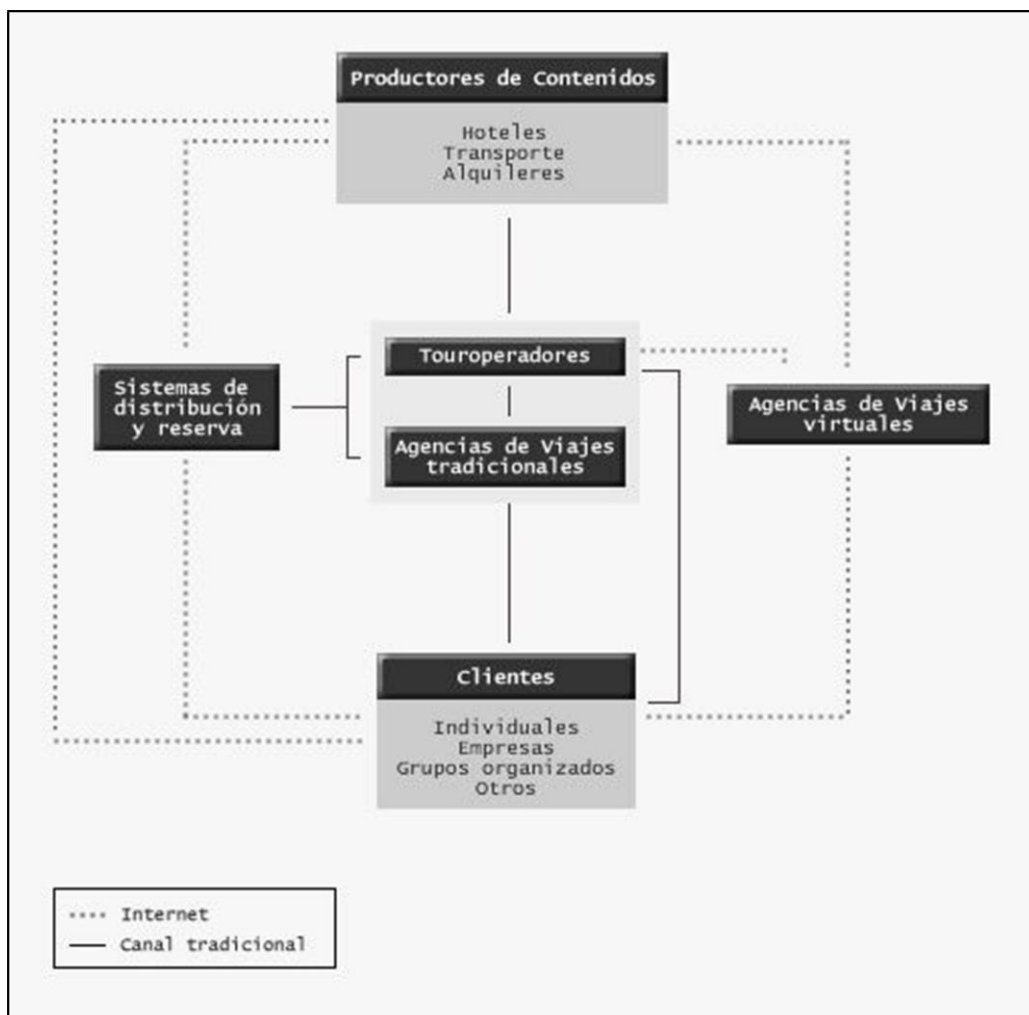 Productores de Contenidos
Hoteles
Transporte
Alquileres
Touroperadores
Sistemas de
distribución
y reserva
Agencias de Viajes
virtuales
Agencias de Viajes
tradicionales
Clientes
Individuales
Empresas
Grupos organizados
Otros
Internet
Canal tradicional